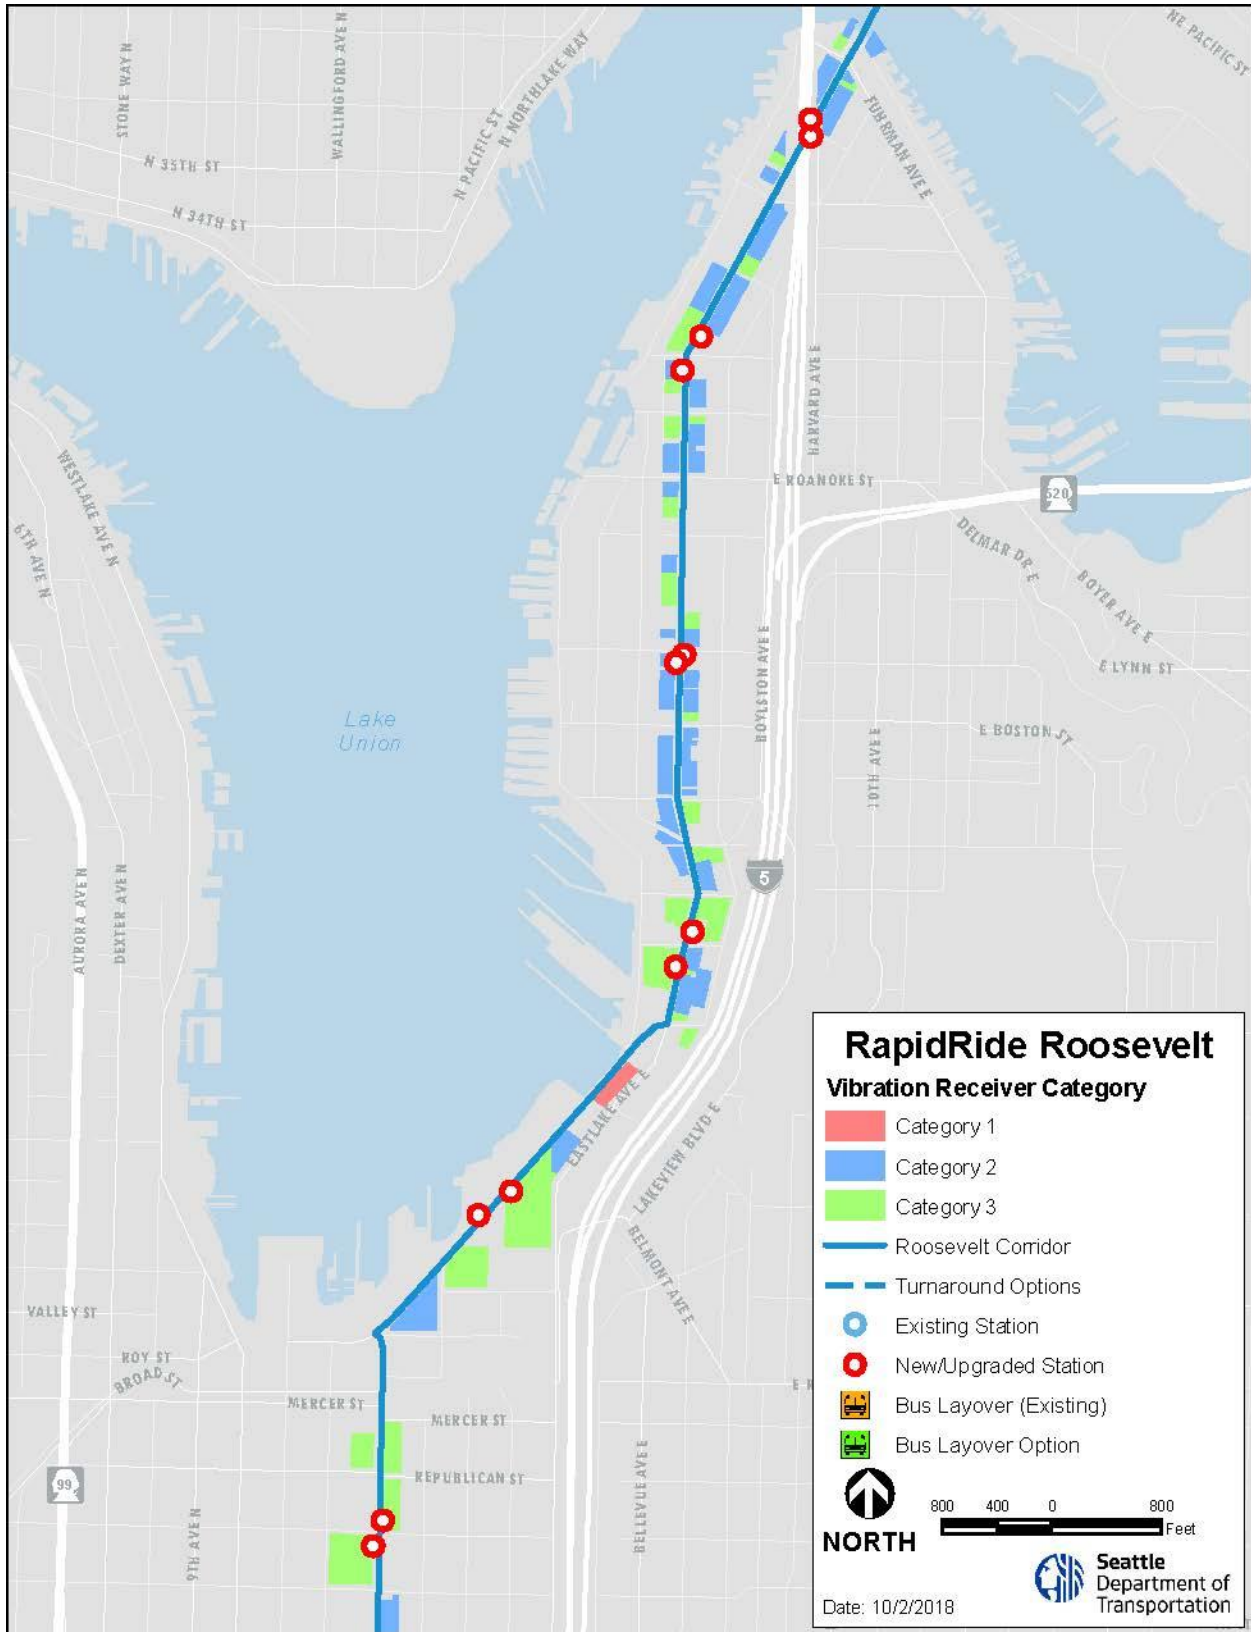 STONE WAY N
WALLINGFORD AVE N
N PACIFIC ST
N NORTHLAKE WAY
NE PACIFIC ST
N 35TH ST
N 34TH ST
FUHRMAN AVE E
HARVARD AVE E
WESTLAKE AVE N
6TH AVE N
E ROANOKE ST
520
DELMAR DR E
BOYER AVE E
E LYNN ST
BOYLSTON AVE E
Lake
Union
E BOSTON ST
10TH AVE E
5
AURORA AVE N
DEXTER AVE N
EASTLAKE AVE E
LAKEVIEW BLVD E
BELMONT AVE E
VALLEY ST
ROY ST
BROAD ST
MERCER ST
MERCER ST
REPUBLICAN ST
99
9TH AVE N
BELLEVUE AVE E
RapidRide Roosevelt
Vibration Receiver Category
Category 1
Category 2
Category 3
Roosevelt Corridor
Turnaround Options
Existing Station
New/Upgraded Station
Bus Layover (Existing)
Bus Layover Option
NORTH
800 400 0 800
Feet
Seattle
Department of
Transportation
Date: 10/2/2018